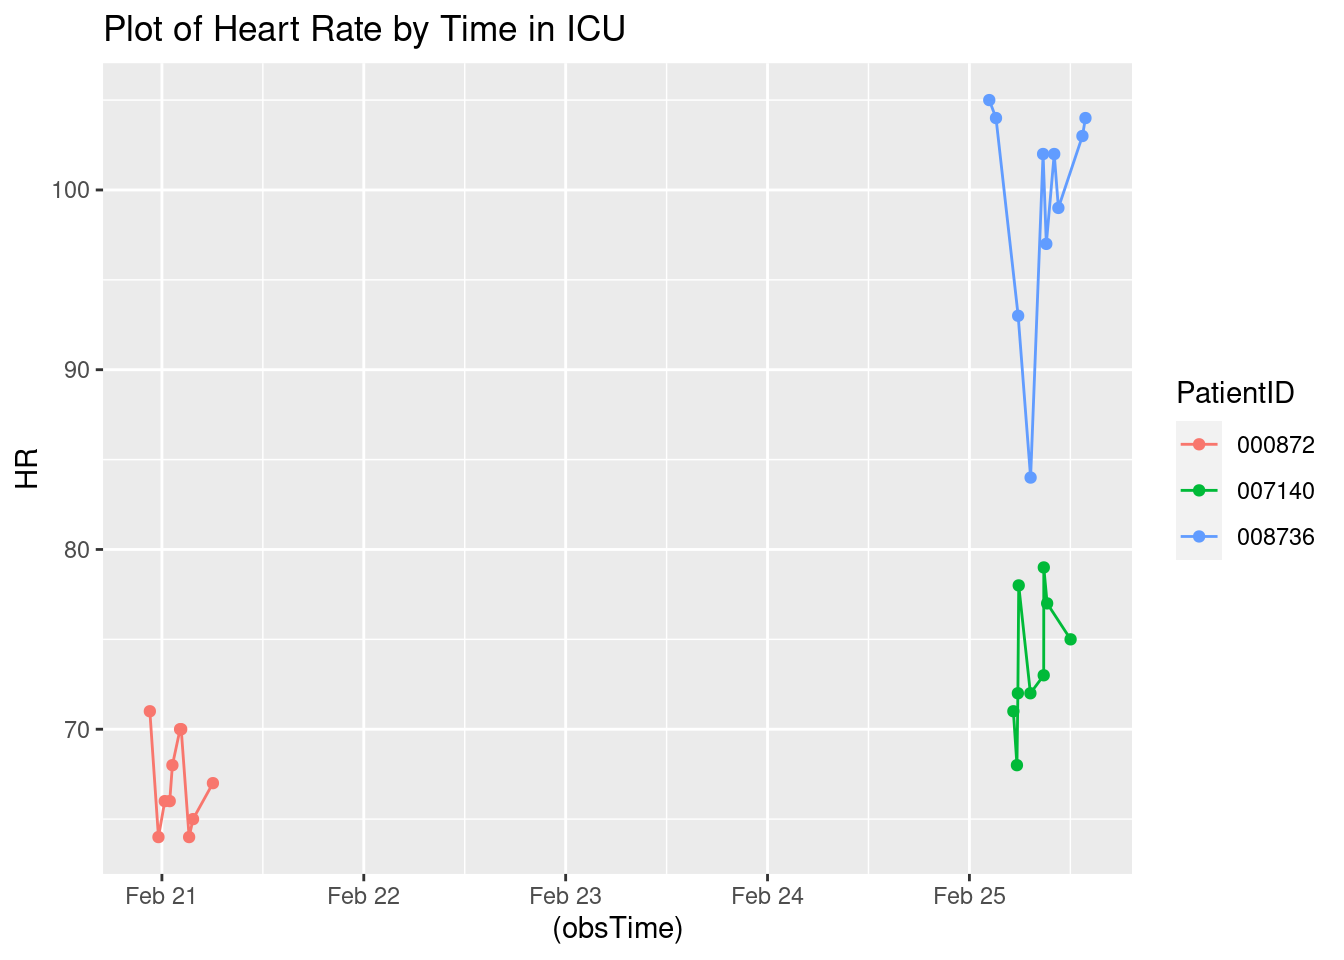 Plot of Heart Rate by Time in ICU
100
90
80
70
HR
Feb 21
Feb 22
Feb 23
Feb 24
Feb 25
(obsTime)
PatientID
000872
007140
008736